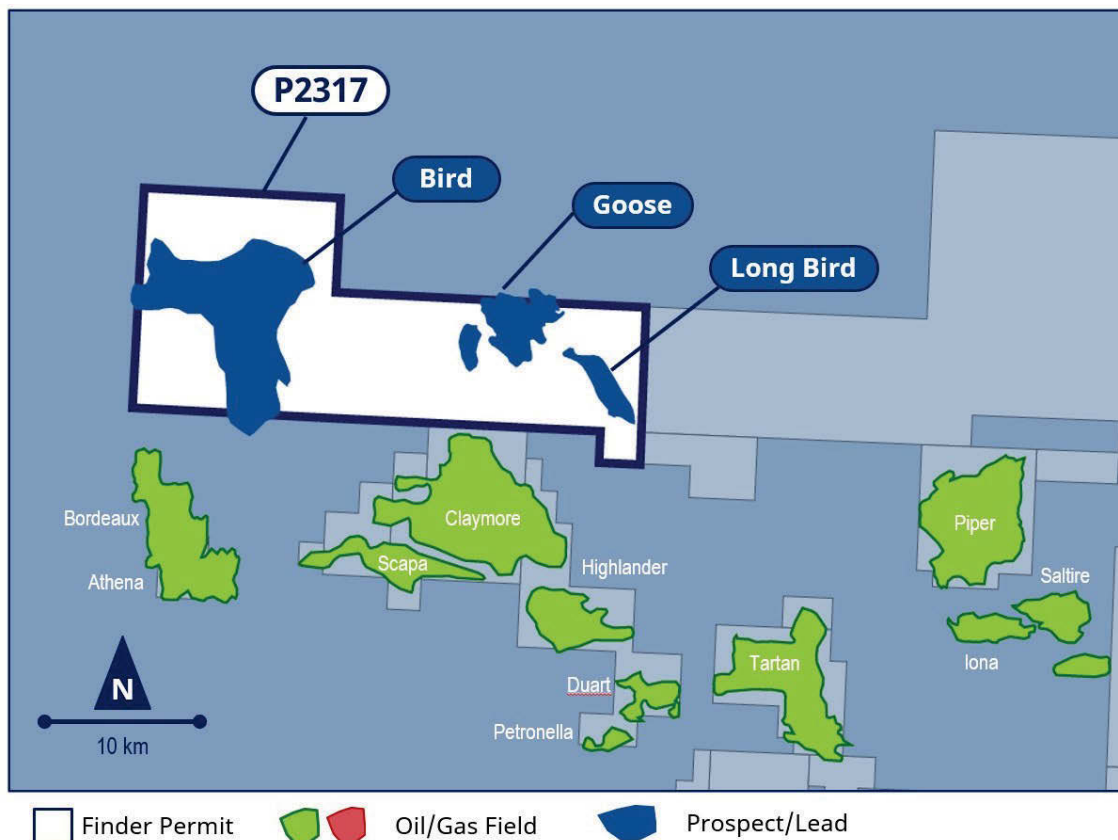 P2317
Bird
Goose
Long Bird
Bordeaux
Claymore
Piper
Scapa
Highlander
Athena
Saltire
Tartan
Iona
Duart
Petronella
N
10 km
Finder Permit
Oil/Gas Field
Prospect/Lead